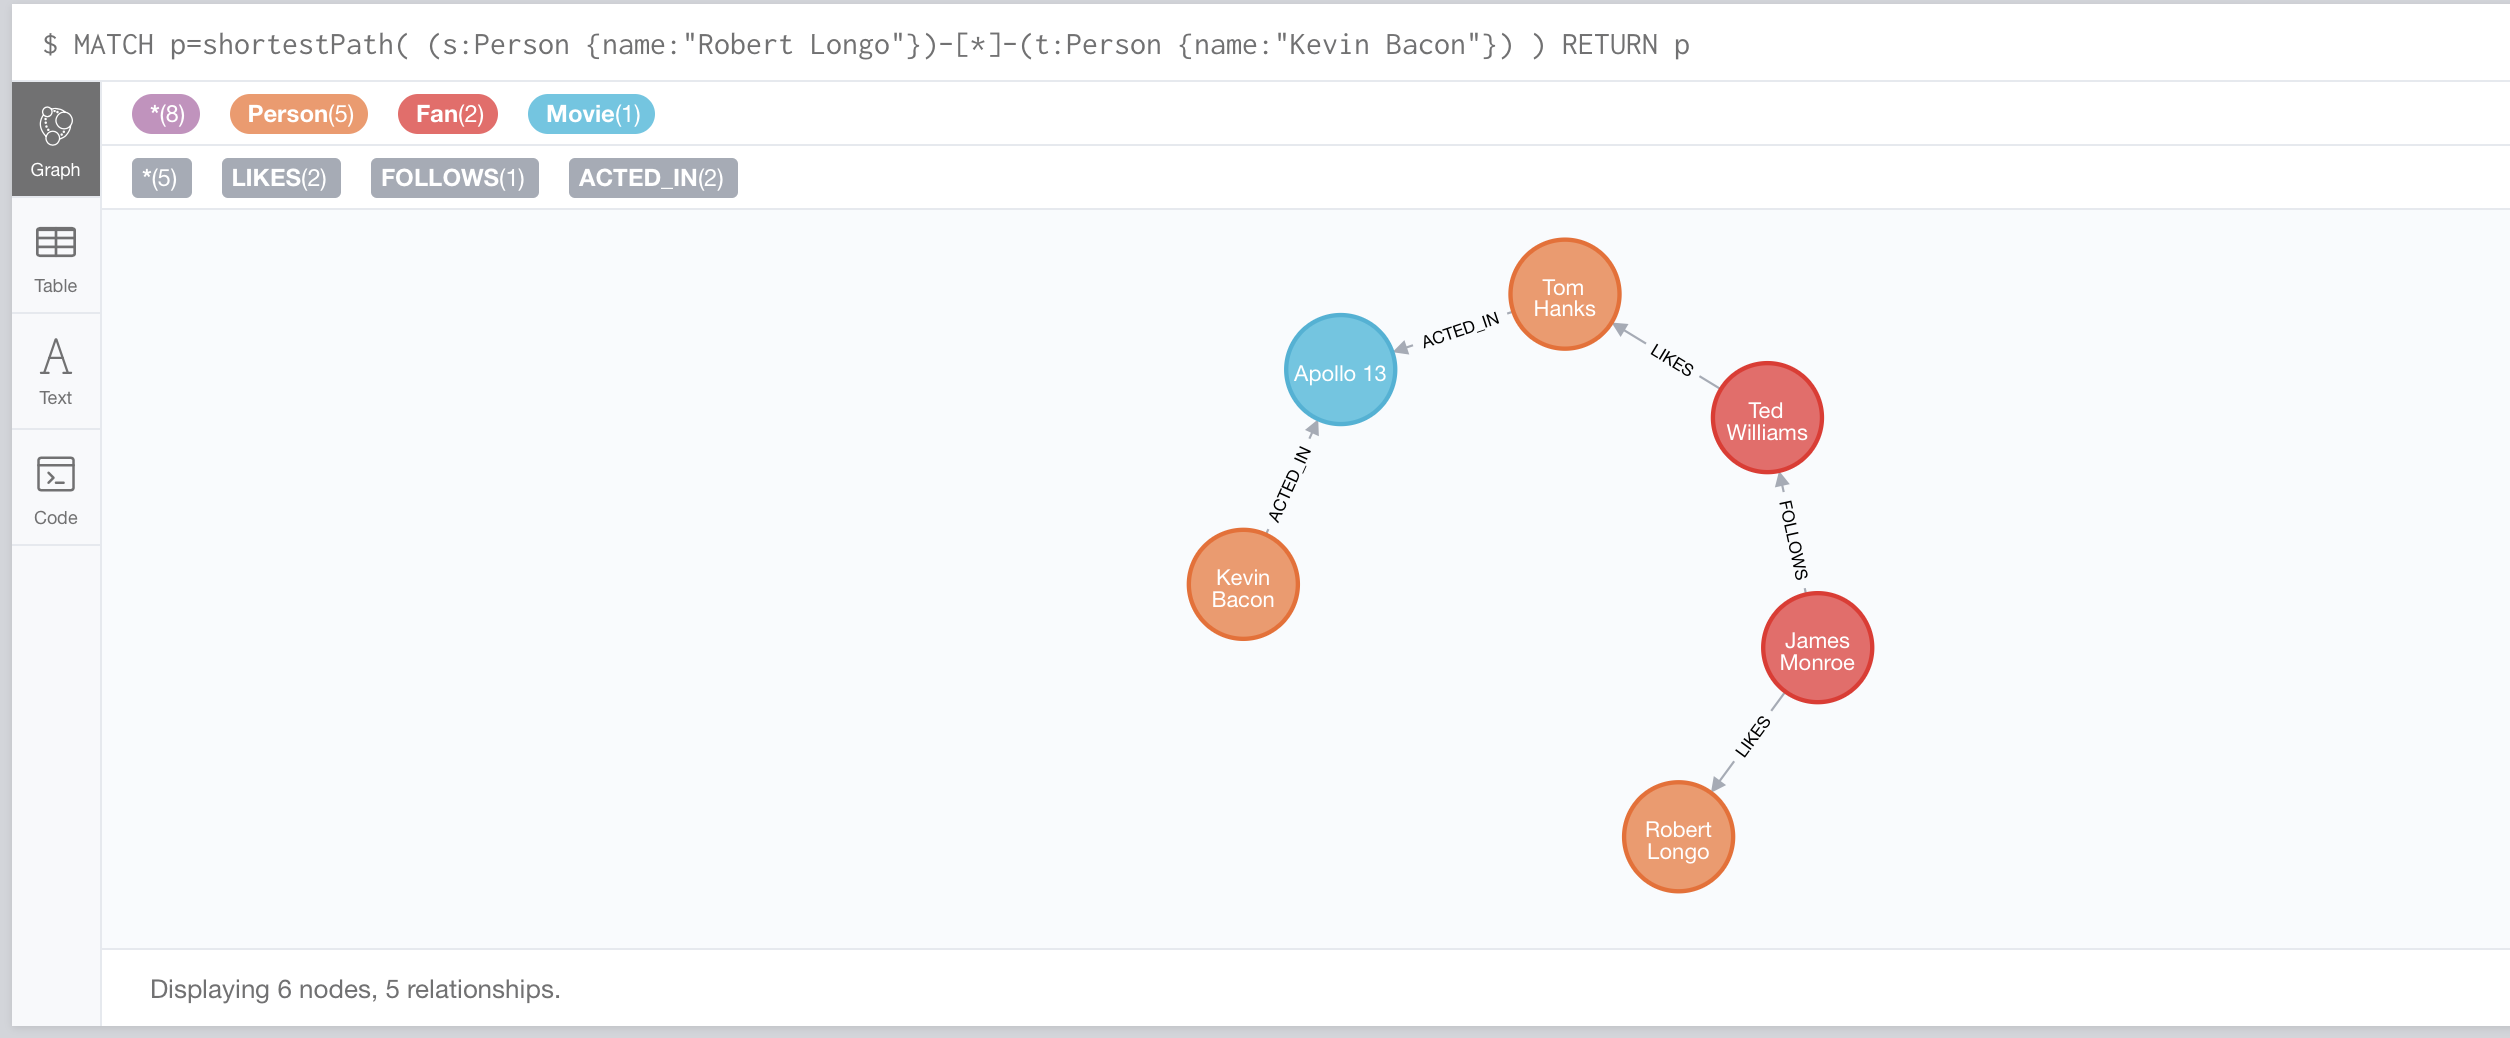 $ MATCH p=shortestPath( (s:Person {name:"Robert Longo"})-[*]-(t:Person {name:"Kevin Bacon"}) ) RETURN p
*(8) Person(5) Fan(2) Movie(1)
*(5) LIKES(2) FOLLOWS(1) ACTED_IN(2)
Graph
Table
Text
Code
Tom
Hanks
ACTED_IN
LIKES
Apollo 13
Ted
Williams
ACTED_IN
FOLLOWS
Kevin
Bacon
James
Monroe
LIKES
Robert
Longo
Displaying 6 nodes, 5 relationships.